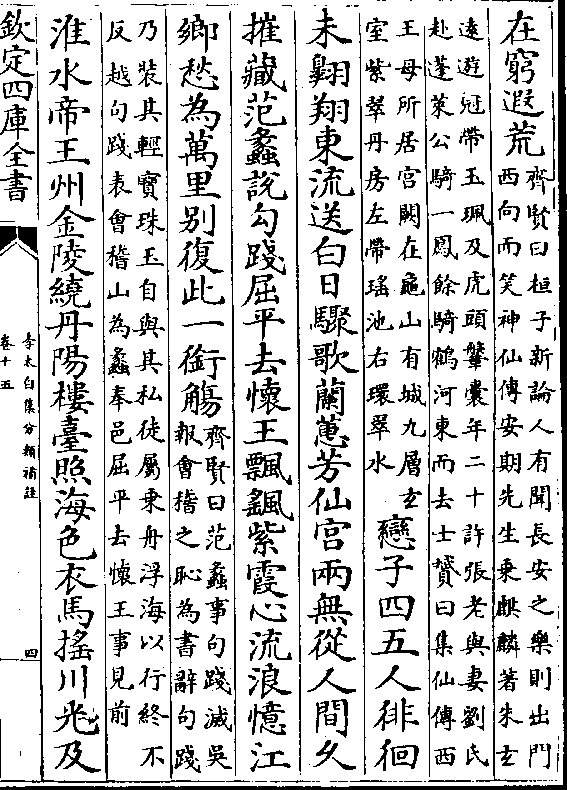 在窮遐荒
齊賢曰桓子新論人有聞長安之樂則出門
西向而笑神仙傳安期先生乗麒麟著朱玄
逺遊冠帶玉珮及虎頭鞶囊年二十許張老與妻劉氏
赴蓬萊公騎一鳳餘騎鶴河東而去士贇曰集仙傳西
王母所居宫闕在龜山有城九層玄
室紫翠丹房左帶瑶池右環翠水
戀子四五人徘徊
未翺翔東流送白日驟歌蘭蕙芳仙宫兩無從人間久
摧藏范蠡說勾踐屈平去懷王飄飖紫霞心流浪憶江
鄉愁為萬里别復此一銜觴
齊賢曰范蠡事句踐滅吳
報會稽之恥為書辭句踐
乃裝其輕寳珠玉自與其私徒屬乗舟浮海以行終不
反越句踐表會稽山為蠡奉邑屈平去懷王事見前
淮水帝王州金陵繞丹陽樓臺照海色衣馬搖川光及
欽定四庫全書
李太白集分類補註
卷十五
四